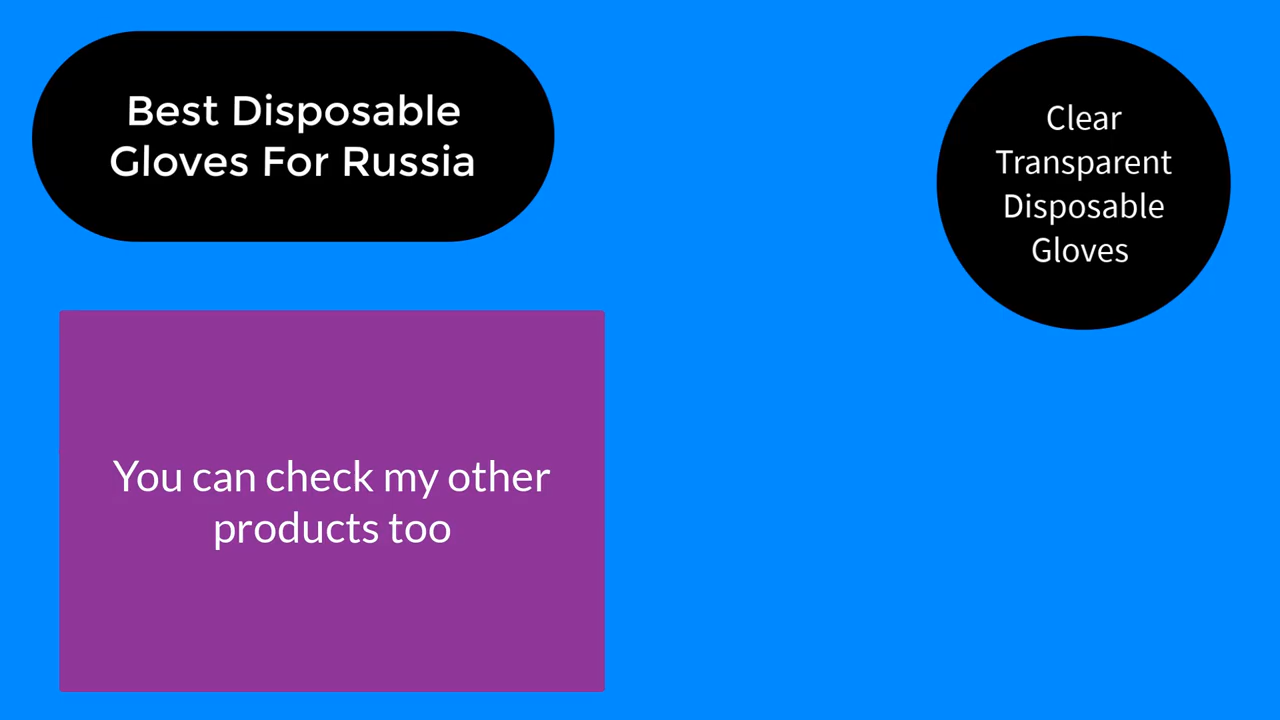 Best Disposable
Gloves For Russia
Clear
Transparent
Disposable
Gloves
You can check my other
products too